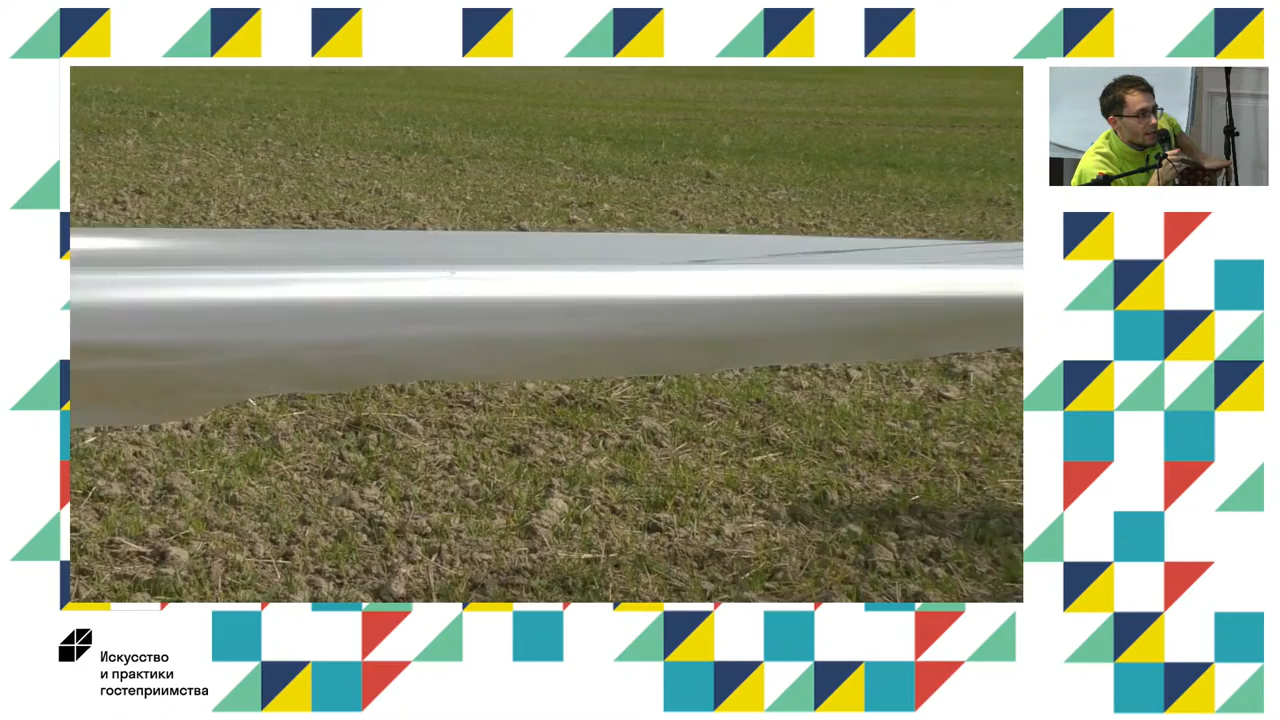 Искусство
и практики
гостеприимства